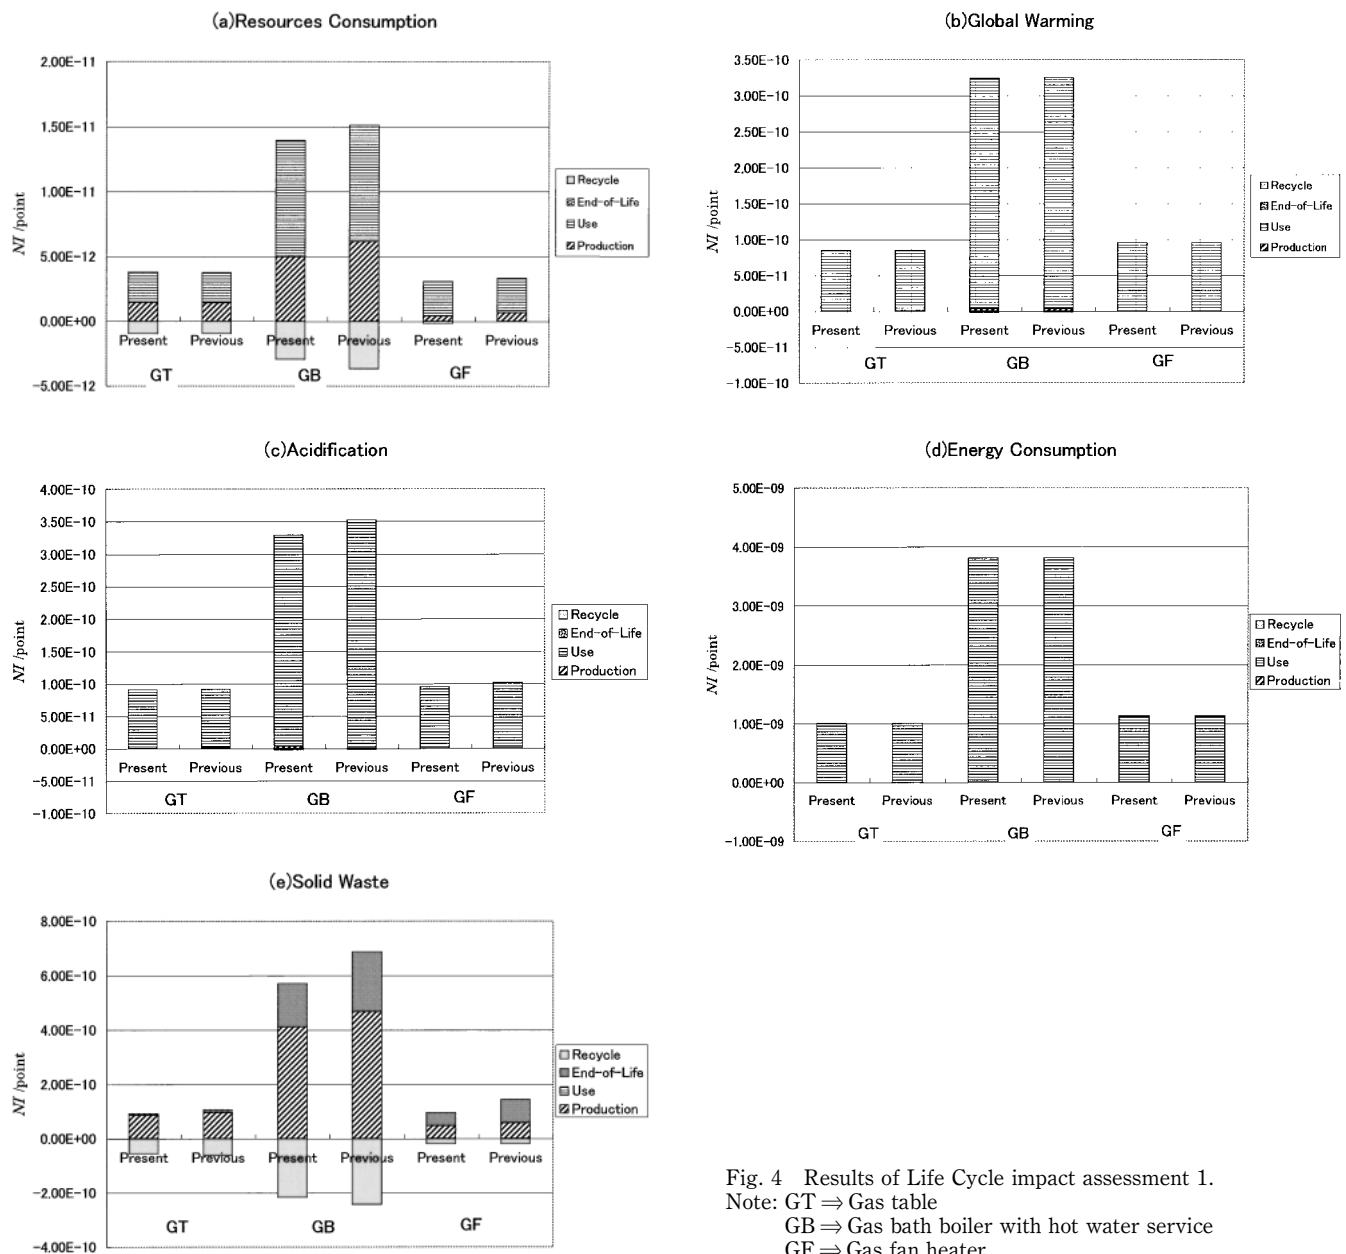 (a)Resources Consumption
2.00E-11
1.50E-11
1.00E-11
5.00E-12
0.00E+00
-5.00E-12
NI /point
Present Previous Present Previous Present Previous
GT GB GF
Recycle
End-of-Life
Use
Production
(b)Global Warming
3.50E-10
3.00E-10
2.50E-10
2.00E-10
1.50E-10
1.00E-10
5.00E-11
0.00E+00
-5.00E-11
-1.00E-10
NI /point
Present Previous Present Previous Present Previous
GT GB GF
Recycle
End-of-Life
Use
Production
(c)Acidification
4.00E-10
3.50E-10
3.00E-10
2.50E-10
2.00E-10
1.50E-10
1.00E-10
5.00E-11
0.00E+00
-5.00E-11
-1.00E-10
NI /point
Present Previous Present Previous Present Previous
GT GB GF
Recycle
End-of-Life
Use
Production
(d)Energy Consumption
5.00E-09
4.00E-09
3.00E-09
2.00E-09
1.00E-09
0.00E+00
-1.00E-09
NI /point
Present Previous Present Previous Present Previous
GT GB GF
Recycle
End-of-Life
Use
Production
(e)Solid Waste
8.00E-10
6.00E-10
4.00E-10
2.00E-10
0.00E+00
-2.00E-10
-4.00E-10
NI /point
Present Previous Present Previous Present Previous
GT GB GF
Recycle
End-of-Life
Use
Production
Fig. 4 Results of Life Cycle impact assessment 1.
Note: GT ⇒ Gas table
GB ⇒ Gas bath boiler with hot water service
GF ⇒ Gas fan heater